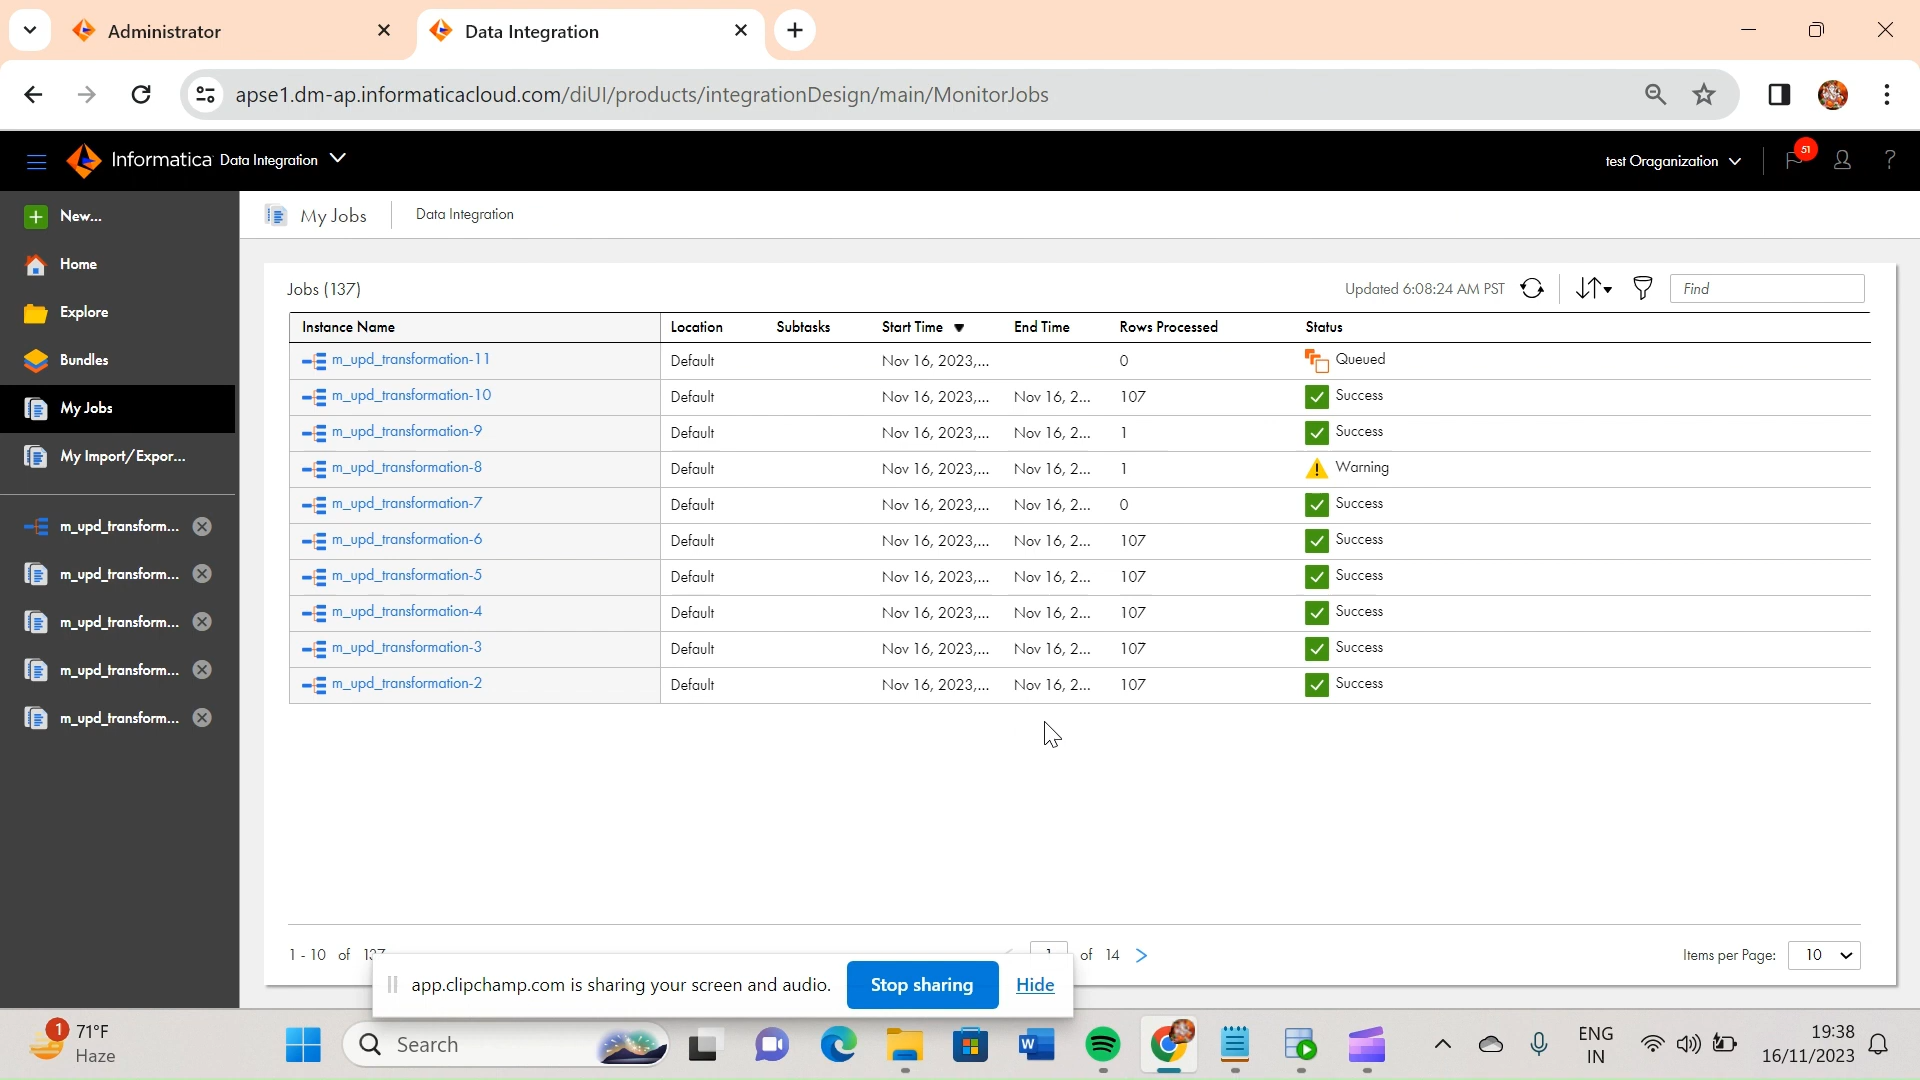 Administrator
Data Integration
apse1.dm-ap.informaticacloud.com/diUI/products/integrationDesign/main/MonitorJobs
Informatica Data Integration
test Oraganization
51
?
New...
Home
Explore
Bundles
My Jobs
My Import/Expor...
m_upd_transform...
m_upd_transform...
m_upd_transform...
m_upd_transform...
m_upd_transform...
My Jobs
Data Integration
Jobs (137)
Updated 6:08:24 AM PST
Find
Instance Name Location Subtasks Start Time End Time Rows Processed Status
m_upd_transformation-11 Default Nov 16, 2023,... 0 Queued
m_upd_transformation-10 Default Nov 16, 2023,... Nov 16, 2... 107 Success
m_upd_transformation-9 Default Nov 16, 2023,... Nov 16, 2... 1 Success
m_upd_transformation-8 Default Nov 16, 2023,... Nov 16, 2... 1 Warning
m_upd_transformation-7 Default Nov 16, 2023,... Nov 16, 2... 0 Success
m_upd_transformation-6 Default Nov 16, 2023,... Nov 16, 2... 107 Success
m_upd_transformation-5 Default Nov 16, 2023,... Nov 16, 2... 107 Success
m_upd_transformation-4 Default Nov 16, 2023,... Nov 16, 2... 107 Success
m_upd_transformation-3 Default Nov 16, 2023,... Nov 16, 2... 107 Success
m_upd_transformation-2 Default Nov 16, 2023,... Nov 16, 2... 107 Success
1 - 10 of 137
1 of 14
Items per Page: 10
app.clipchamp.com is sharing your screen and audio.
Stop sharing
Hide
1
71°F
Haze
Search
ENG
IN
19:38
16/11/2023